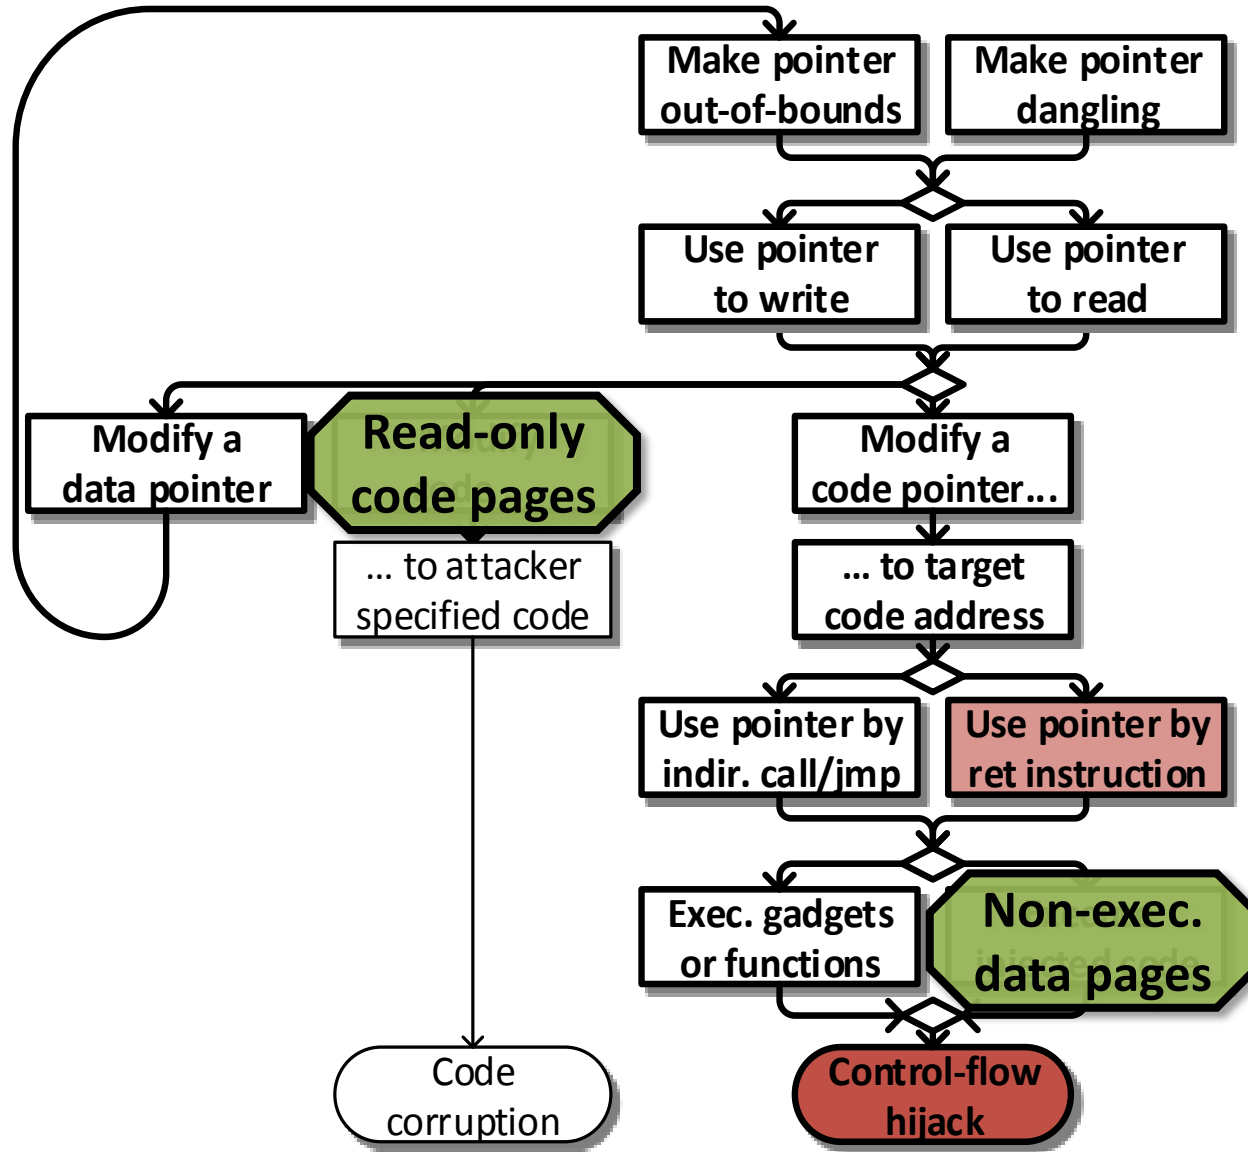 Make pointer
out-of-bounds
Make pointer
dangling
Use pointer
to write
Use pointer
to read
Modify a
data pointer
Read-only
code pages
Modify a
code pointer...
... to attacker
specified code
... to target
code address
Use pointer by
indir. call/jmp
Use pointer by
ret instruction
Exec. gadgets
or functions
Non-exec.
data pages
Code
corruption
Control-flow
hijack